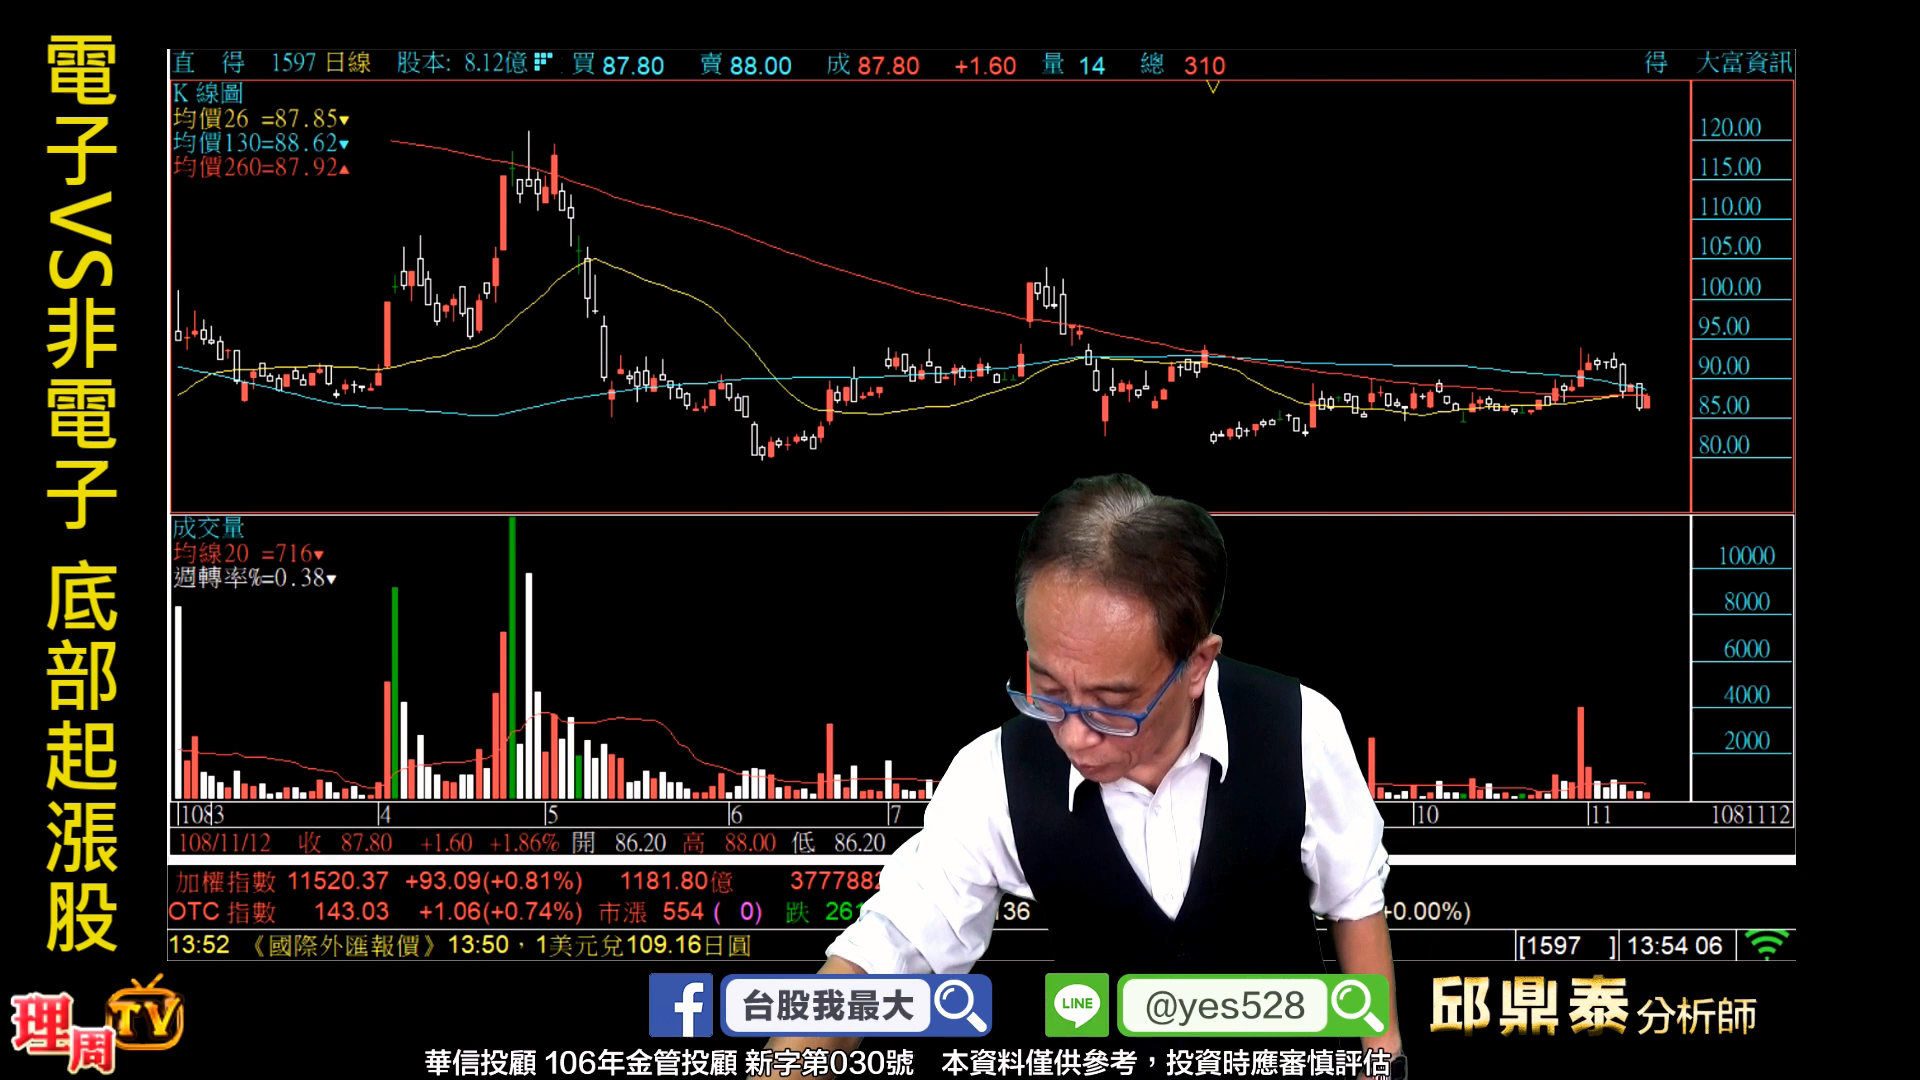 電子VS非電子 底部起漲股
直 得 1597 日線 股本: 8.12億 買 87.80 賣 88.00 成 87.80 +1.60 量 14 總 310 得 大富資訊
K 線圖
均價26 =87.85▼
均價130=88.62▼
均價260=87.92▲
120.00
115.00
110.00
105.00
100.00
95.00
90.00
85.00
80.00
成交量
均線20 =716▼
週轉率%=0.38▼
10000
8000
6000
4000
2000
1083 4 5 6 7 10 11 1081112
108/11/12 收 87.80 +1.60 +1.86% 開 86.20 高 88.00 低 86.20
加權指數 11520.37 +93.09(+0.81%) 1181.80億 3777882
OTC 指數 143.03 +1.06(+0.74%) 市漲 554 ( 0) 跌 261 136 +0.00%)
13:52 《國際外匯報價》13:50，1美元兌109.16日圓 [1597 ] 13:54 06
理周TV
台股我最大
LINE
@yes528
邱鼎泰分析師
華信投顧 106年金管投顧 新字第030號 本資料僅供參考，投資時應審慎評估